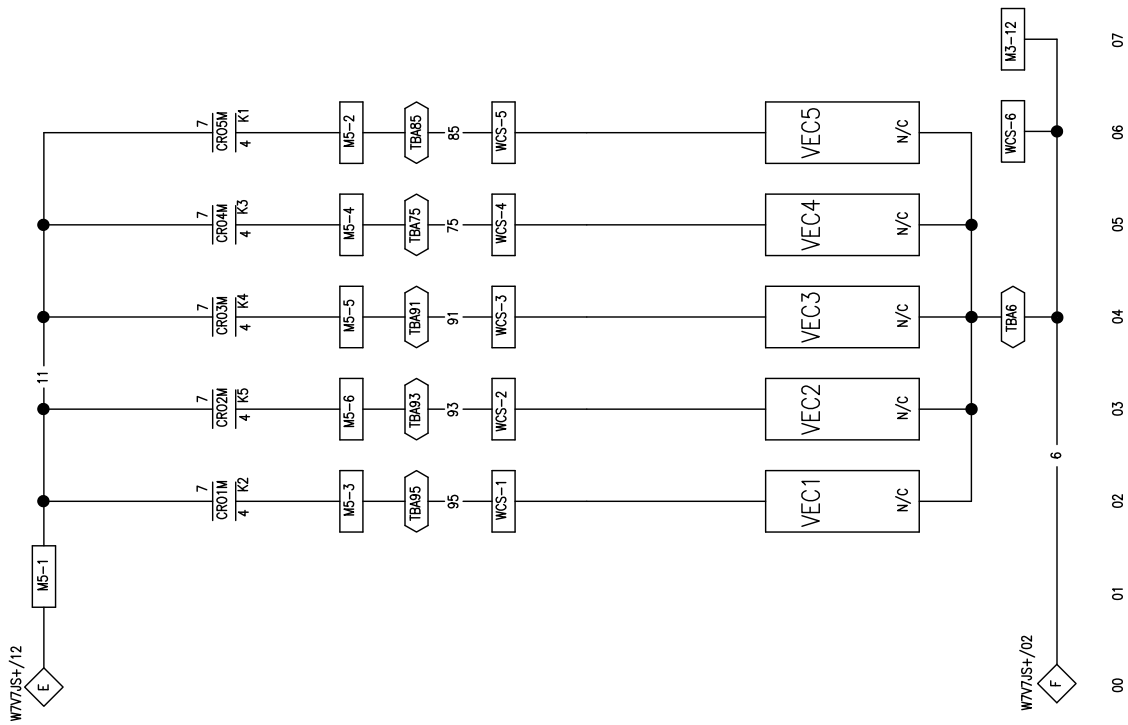 W7V7JS+/12
E
M5-1
11
7
CR01M
4
K2
M5-3
TBA95
95
WCS-1
VEC1
N/C
7
CR02M
4
K5
M5-6
TBA93
93
WCS-2
VEC2
N/C
7
CR03M
4
K4
M5-5
TBA91
91
WCS-3
VEC3
N/C
7
CR04M
4
K3
M5-4
TBA75
75
WCS-4
VEC4
N/C
7
CR05M
4
K1
M5-2
TBA85
85
WCS-5
VEC5
N/C
W7V7JS+/02
F
6
TBA6
WCS-6
M3-12
00
01
02
03
04
05
06
07